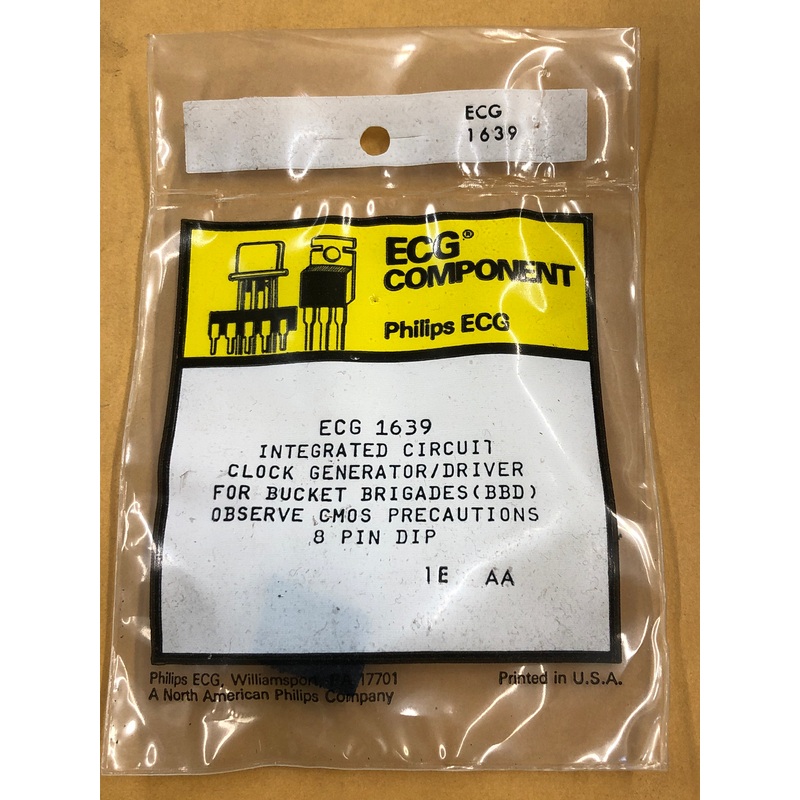 ECG
1639
ECG®
COMPONENT
Philips ECG
ECG 1639
INTEGRATED CIRCUIT
CLOCK GENERATOR/DRIVER
FOR BUCKET BRIGADES(BBD)
OBSERVE CMOS PRECAUTIONS
8 PIN DIP
1E AA
Philips ECG, Williamsport, PA 17701
A North American Philips Company
Printed in U.S.A.